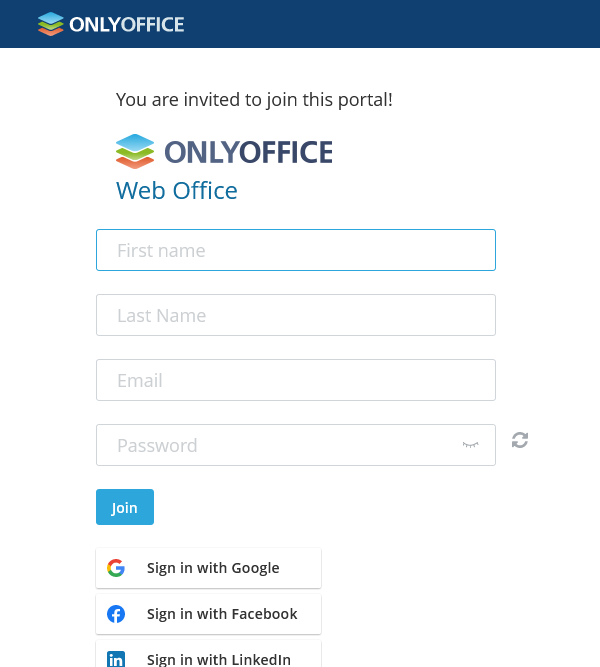 ONLYOFFICE
You are invited to join this portal!
ONLYOFFICE
Web Office
First name
Last Name
Email
Password
Join
Sign in with Google
Sign in with Facebook
Sign in with LinkedIn